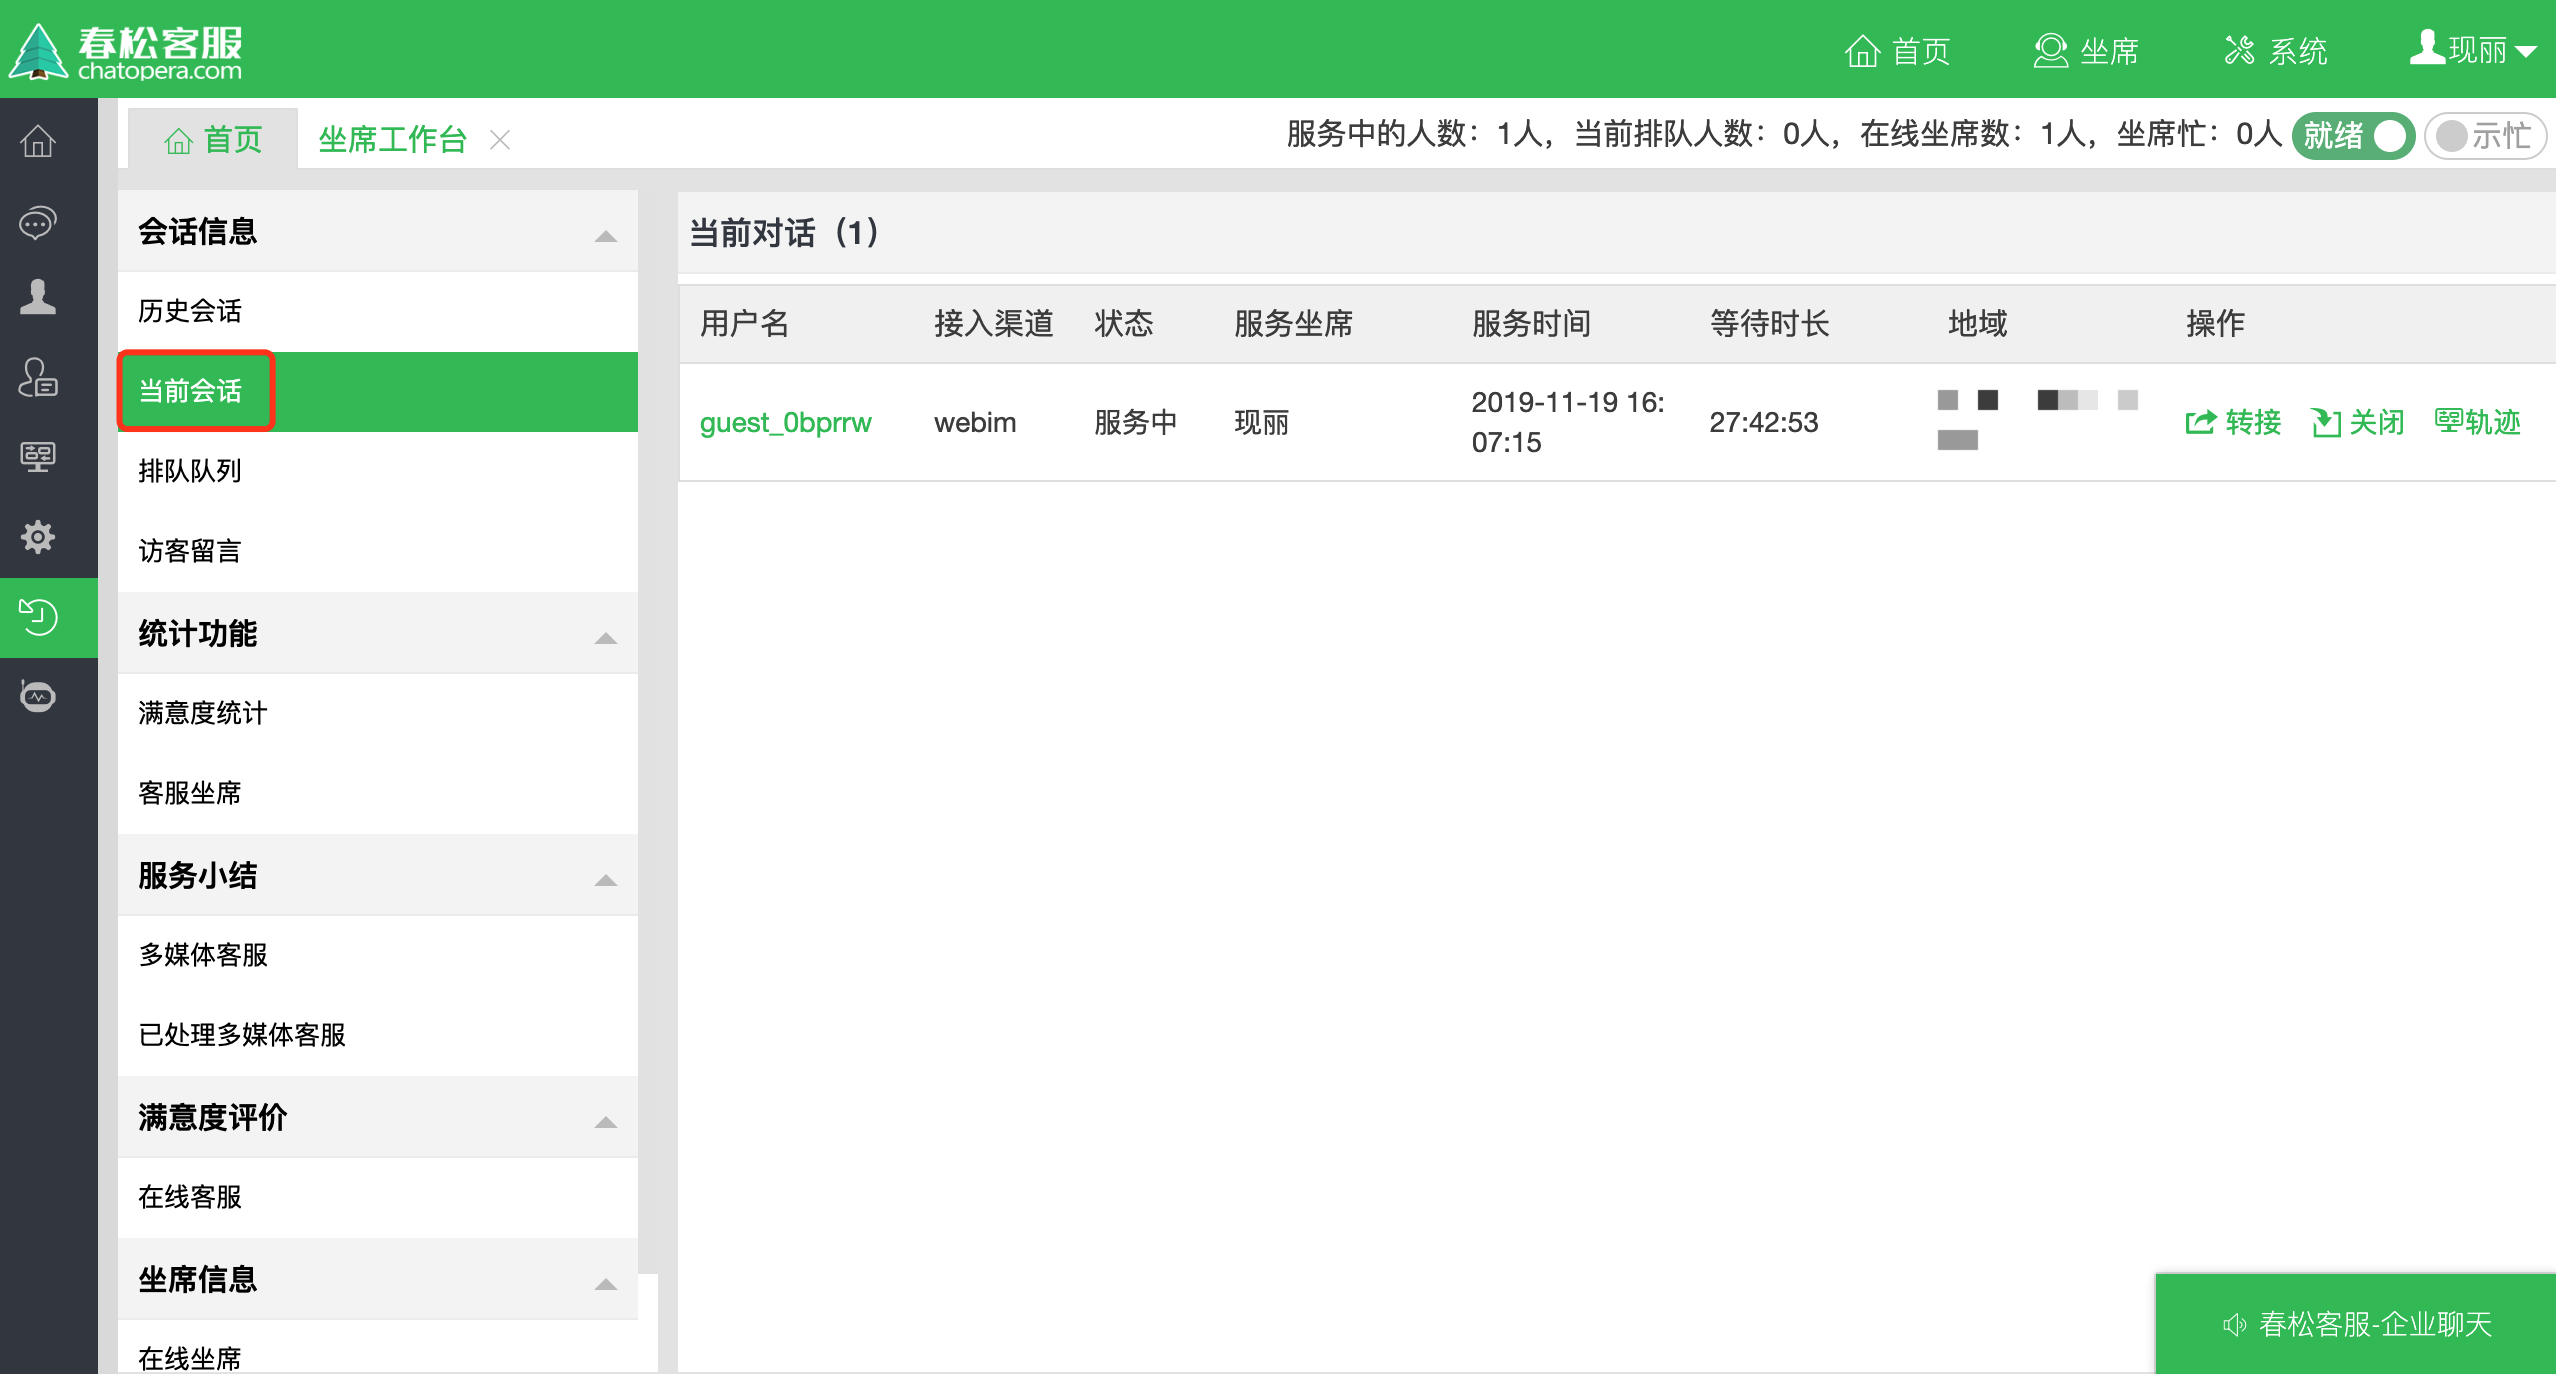 春松客服
chatopera.com
首页
坐席
系统
现丽
首页
坐席工作台
服务中的人数：1人，当前排队人数：0人，在线坐席数：1人，坐席忙：0人
就绪
示忙
会话信息
历史会话
当前会话
排队队列
访客留言
统计功能
满意度统计
客服坐席
服务小结
多媒体客服
已处理多媒体客服
满意度评价
在线客服
坐席信息
在线坐席
当前对话（1）
用户名 接入渠道 状态 服务坐席 服务时间 等待时长 地域 操作
guest_0bprrw webim 服务中 现丽 2019-11-19 16:
07:15
27:42:53
转接 关闭 轨迹
春松客服-企业聊天